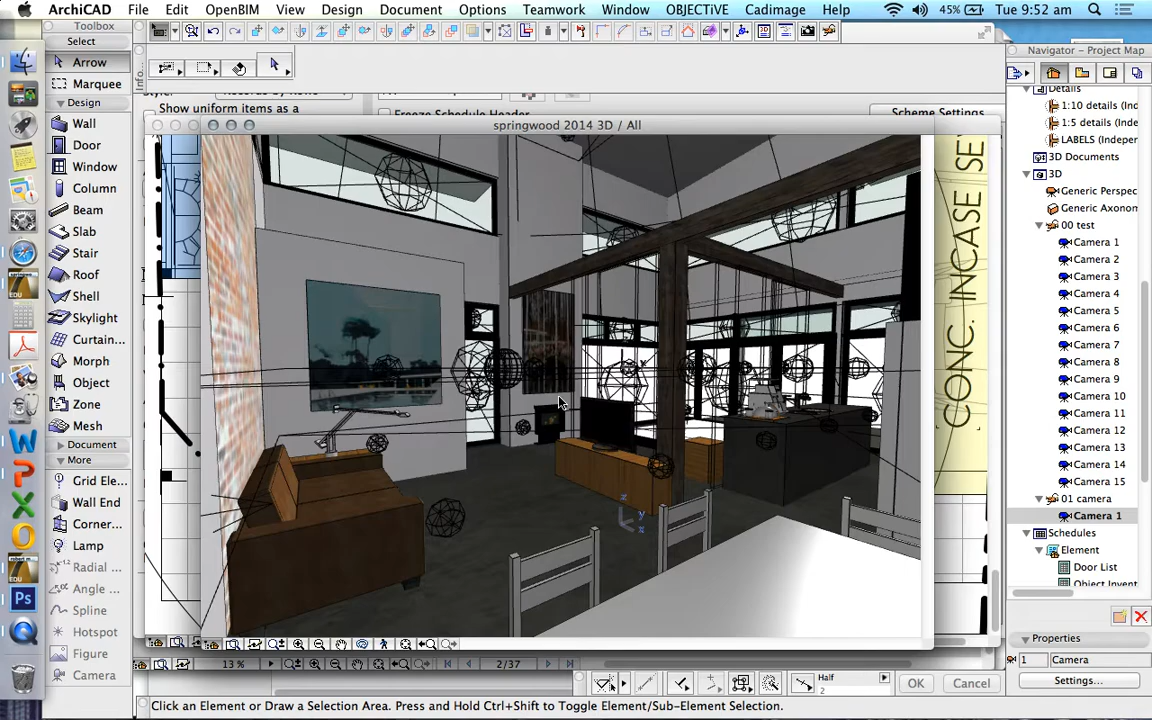 ArchiCAD File Edit OpenBIM View Design Document Options Teamwork Window OBJECTiVE Cadimage Help 45% Tue 9:52 am
Toolbox
Select
Arrow
Marquee
Design
Wall
Door
Window
Column
Beam
Slab
Stair
Roof
Shell
Skylight
Curtain...
Morph
Object
Zone
Mesh
Document
More
Grid Ele...
Wall End
Corner...
Lamp
Radial ...
Angle ...
Spline
Hotspot
Figure
Camera
EDU
EDU
Ps
Info...
Show uniform items as a
Freeze Schedule Header
Scheme Settings
springwood 2014 3D / All
z
y
x
CONC. INCASE SE
13 %
2/37
Half
2
OK
Cancel
Click an Element or Draw a Selection Area. Press and Hold Ctrl+Shift to Toggle Element/Sub-Element Selection.
Navigator - Project Map
Details
1:10 details (Ind
1:5 details (Inde
LABELS (Indeper
3D Documents
3D
Generic Perspec
Generic Axonom
00 test
Camera 1
Camera 2
Camera 3
Camera 4
Camera 5
Camera 6
Camera 7
Camera 8
Camera 9
Camera 10
Camera 11
Camera 12
Camera 13
Camera 14
Camera 15
01 camera
Camera 1
Schedules
Element
Door List
Object Invent
Properties
1 Camera
Settings...